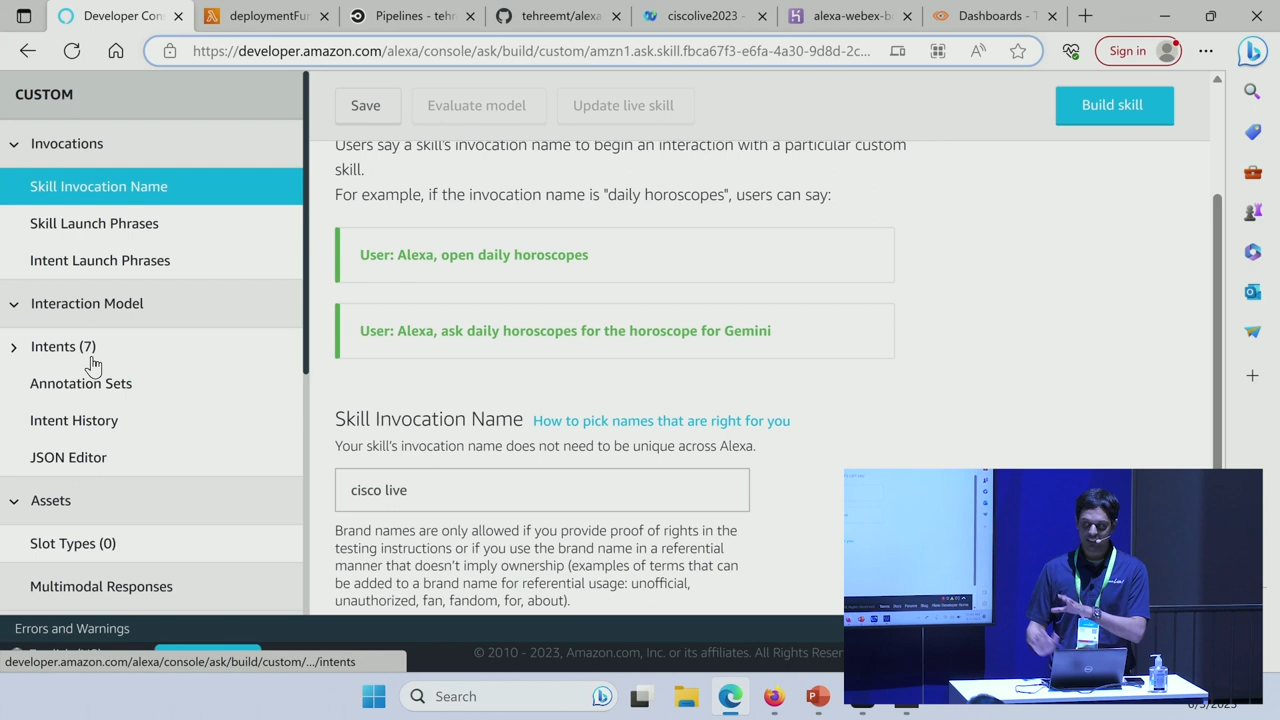 Developer Con
deploymentFur
Pipelines - tehr
tehreemt/alexa
ciscolive2023 -
alexa-webex-b
Dashboards - T
https://developer.amazon.com/alexa/console/ask/build/custom/amzn1.ask.skill.fbca67f3-e6fa-4a30-9d8d-2c...
Sign in
CUSTOM
Invocations
Skill Invocation Name
Skill Launch Phrases
Intent Launch Phrases
Interaction Model
Intents (7)
Annotation Sets
Intent History
JSON Editor
Assets
Slot Types (0)
Multimodal Responses
Errors and Warnings
developer.amazon.com/alexa/console/ask/build/custom/.../intents
Save
Evaluate model
Update live skill
Build skill
Users say a skill's invocation name to begin an interaction with a particular custom
skill.
For example, if the invocation name is "daily horoscopes", users can say:
User: Alexa, open daily horoscopes
User: Alexa, ask daily horoscopes for the horoscope for Gemini
Skill Invocation Name How to pick names that are right for you
Your skill's invocation name does not need to be unique across Alexa.
cisco live
Brand names are only allowed if you provide proof of rights in the
testing instructions or if you use the brand name in a referential
manner that doesn't imply ownership (examples of terms that can
be added to a brand name for referential usage: unofficial,
unauthorized, fan, fandom, for, about).
© 2010 - 2023, Amazon.com, Inc. or its affiliates. All Rights Reser
Search